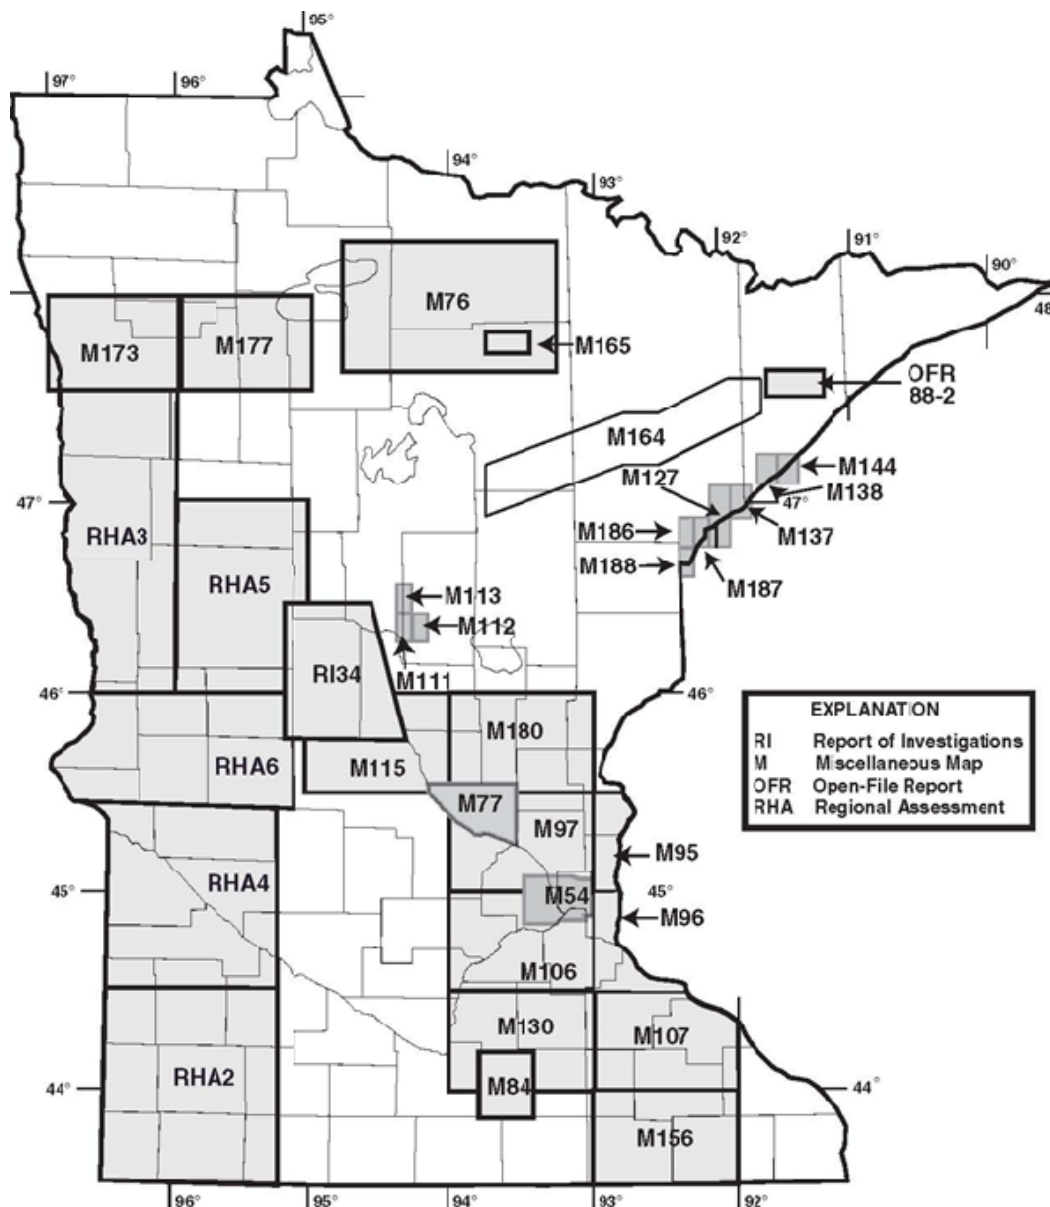 95°
97°
96°
94°
93°
92°
91°
90°
48
M76
M173
M177
M165
OFR
88-2
M164
M144
M127
M138
47°
47°
M186
M137
RHA3
M188
RHA5
M187
M113
M112
RI34
M111
46°
46°
M180
EXPLANATION
RI Report of Investigations
M Miscellaneous Map
OFR Open-File Report
RHA Regional Assessment
RHA6
M115
M77
M97
M95
RHA4
45°
M54
45°
M96
M106
M130
M107
RHA2
44°
M84
44°
M156
96°
95°
94°
93°
92°